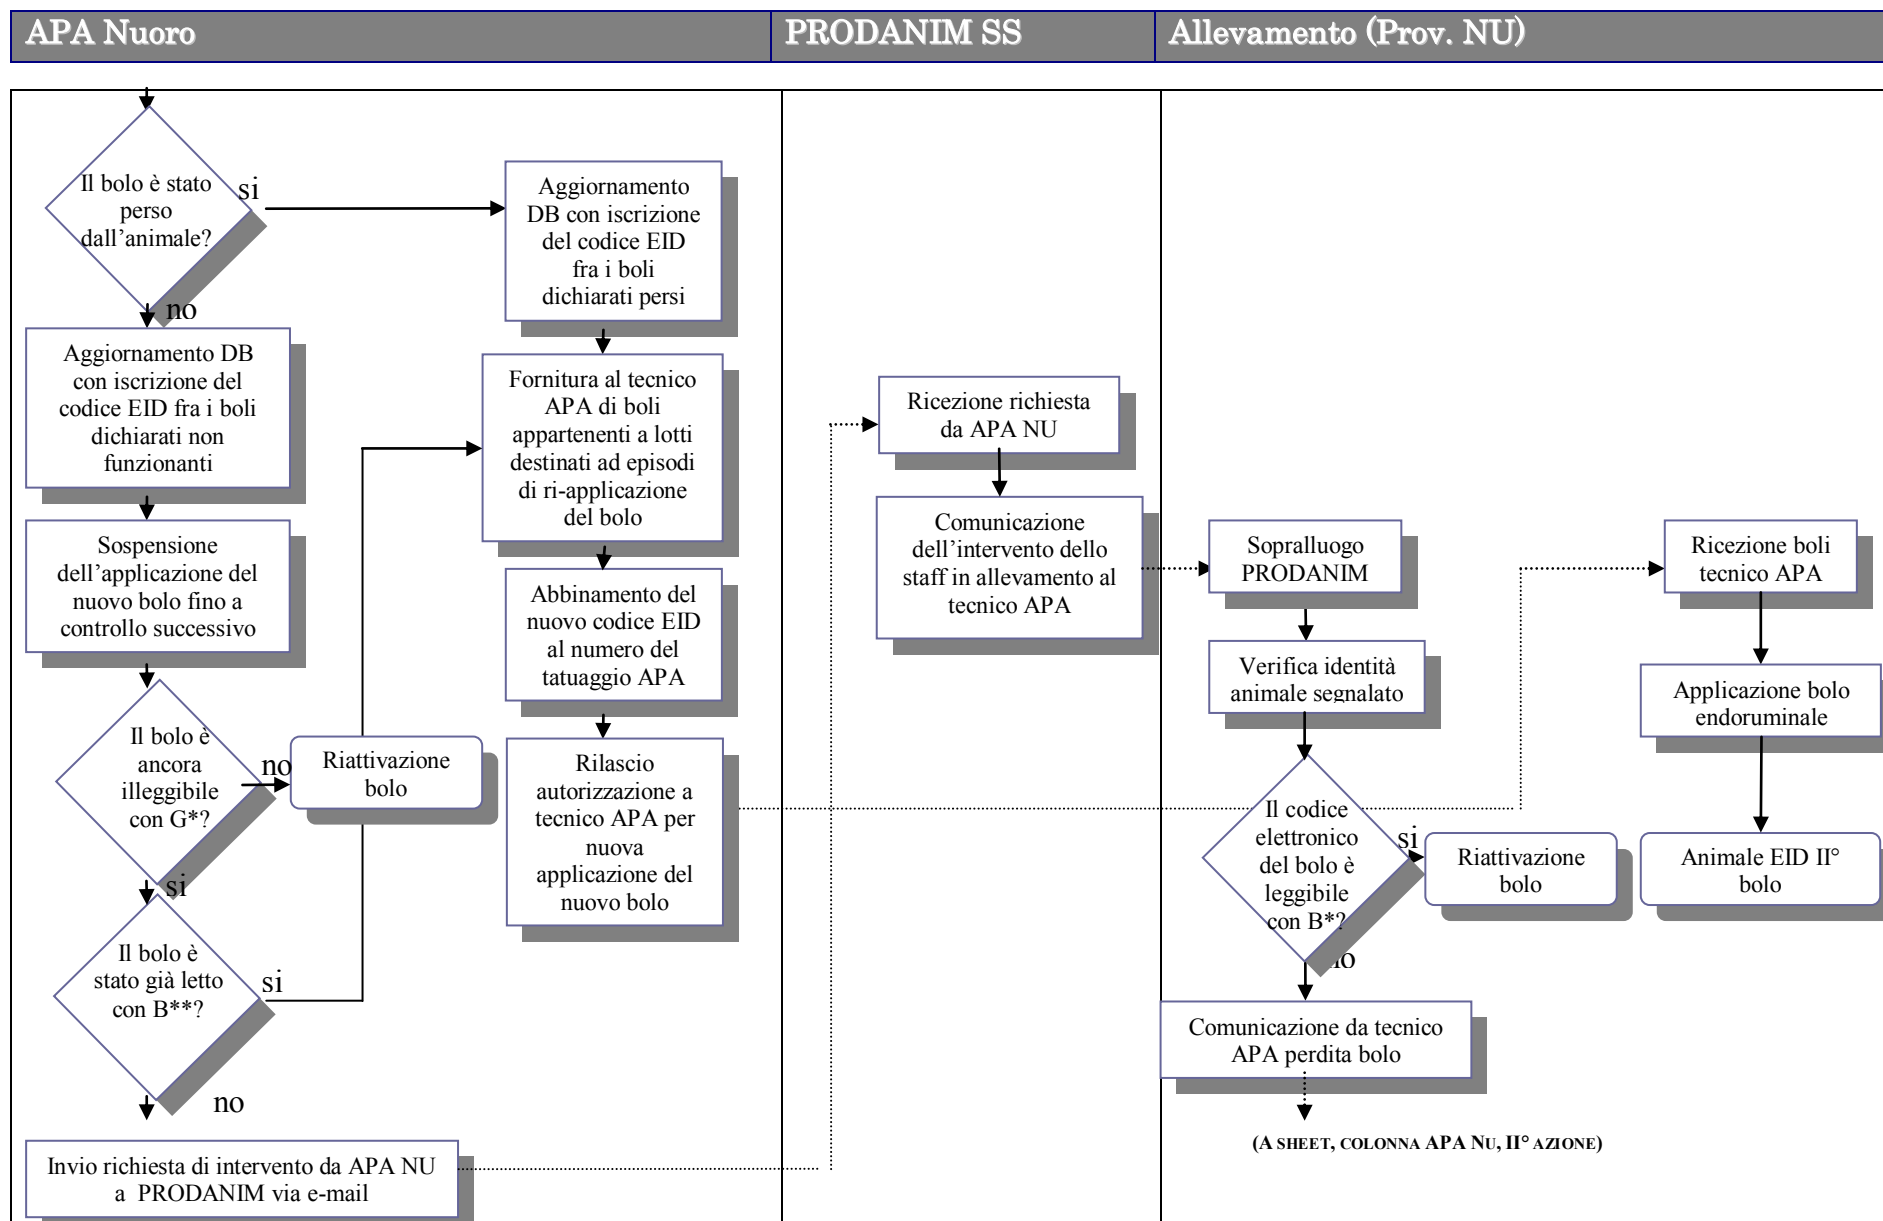 APA Nuoro
PRODANIM SS
Allevamento (Prov. NU)
Il bolo è stato
perso
dall'animale?
si
no
Aggiornamento DB
con iscrizione del
codice EID fra i boli
dichiarati non
funzionanti
Sospensione
dell'applicazione del
nuovo bolo fino a
controllo successivo
Il bolo è
ancora
illeggibile
con G*?
no
si
Riattivazione
bolo
Il bolo è
stato già letto
con B**?
si
no
Invio richiesta di intervento da APA NU
a PRODANIM via e-mail
Aggiornamento
DB con iscrizione
del codice EID
fra i boli
dichiarati persi
Fornitura al tecnico
APA di boli
appartenenti a lotti
destinati ad episodi
di ri-applicazione
del bolo
Abbinamento del
nuovo codice EID
al numero del
tatuaggio APA
Rilascio
autorizzazione a
tecnico APA per
nuova
applicazione del
nuovo bolo
Ricezione richiesta
da APA NU
Comunicazione
dell'intervento dello
staff in allevamento al
tecnico APA
Sopralluogo
PRODANIM
Verifica identità
animale segnalato
Il codice
elettronico
del bolo è
leggibile
con B*?
si
no
Riattivazione
bolo
Comunicazione da tecnico
APA perdita bolo
(A SHEET, COLONNA APA NU, II° AZIONE)
Ricezione boli
tecnico APA
Applicazione bolo
endoruminale
Animale EID II°
bolo